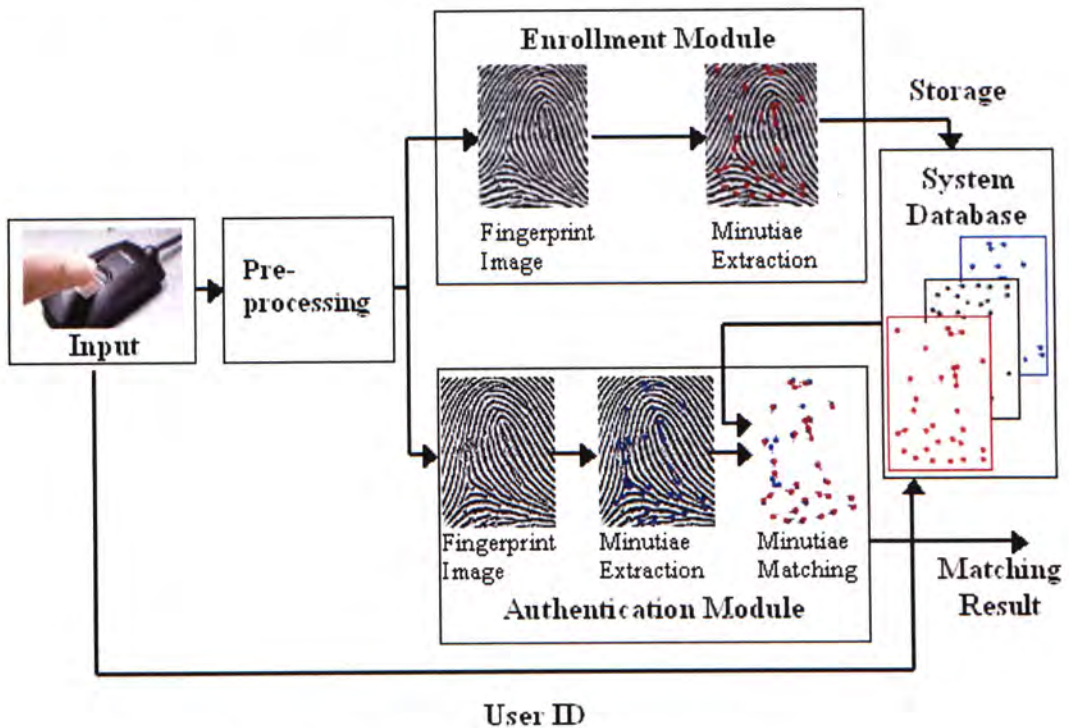 Enrollment Module
Storage
Fingerprint
Image
Minutiae
Extraction
System
Database
Input
Pre-
processing
Fingerprint
Image
Minutiae
Extraction
Minutiae
Matching
Authentication Module
Matching
Result
User ID